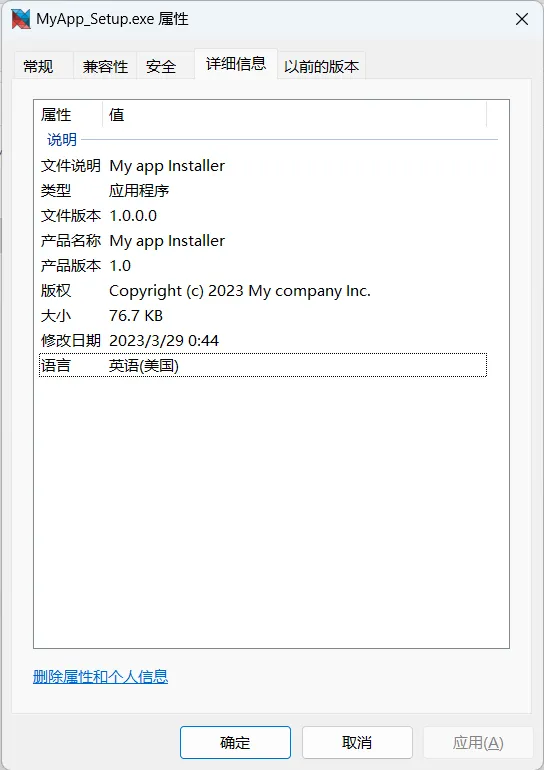 MyApp_Setup.exe 属性
常规 兼容性 安全 详细信息 以前的版本
属性 值
说明
文件说明 My app Installer
类型 应用程序
文件版本 1.0.0.0
产品名称 My app Installer
产品版本 1.0
版权 Copyright (c) 2023 My company Inc.
大小 76.7 KB
修改日期 2023/3/29 0:44
语言 英语(美国)
删除属性和个人信息
确定 取消 应用(A)